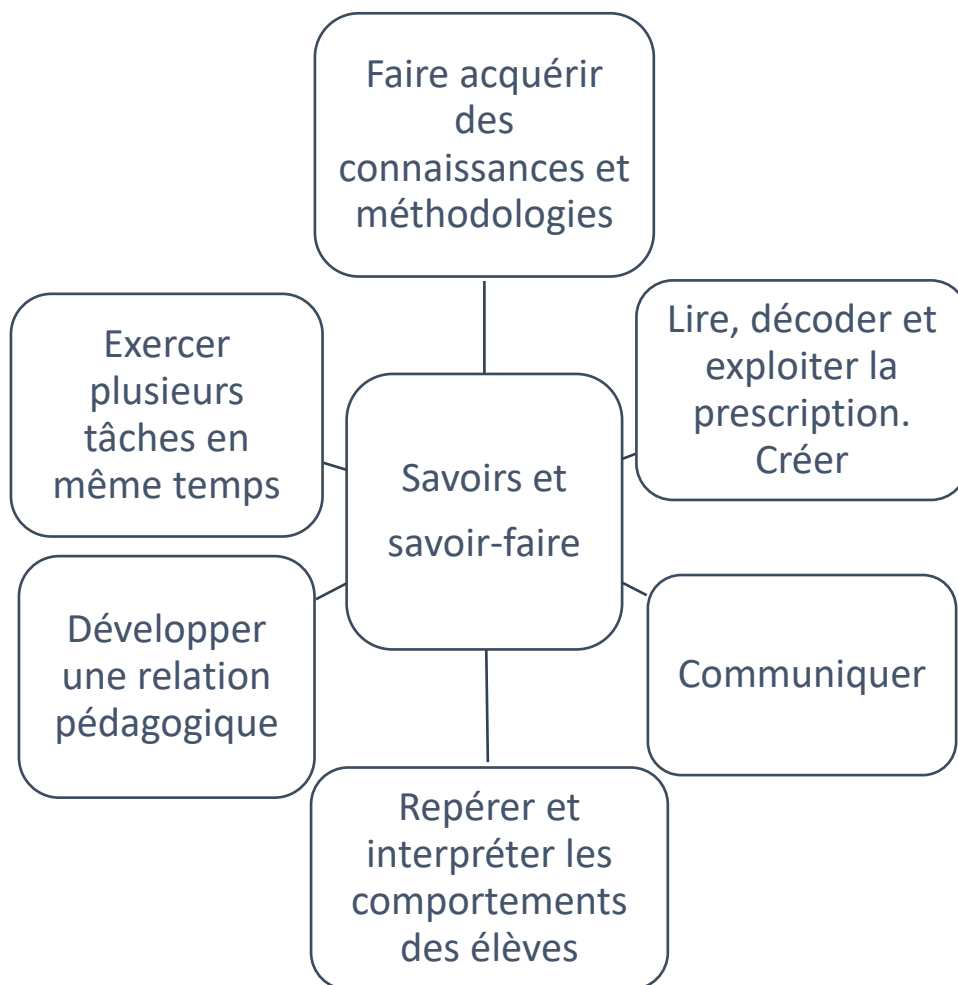 Faire acquérir
des
connaissances et
méthodologies
Lire, décoder et
exploiter la
prescription.
Créer
Exercer
plusieurs
tâches en
même temps
Savoirs et
savoir-faire
Développer
une relation
pédagogique
Communiquer
Repérer et
interpréter les
comportements
des élèves